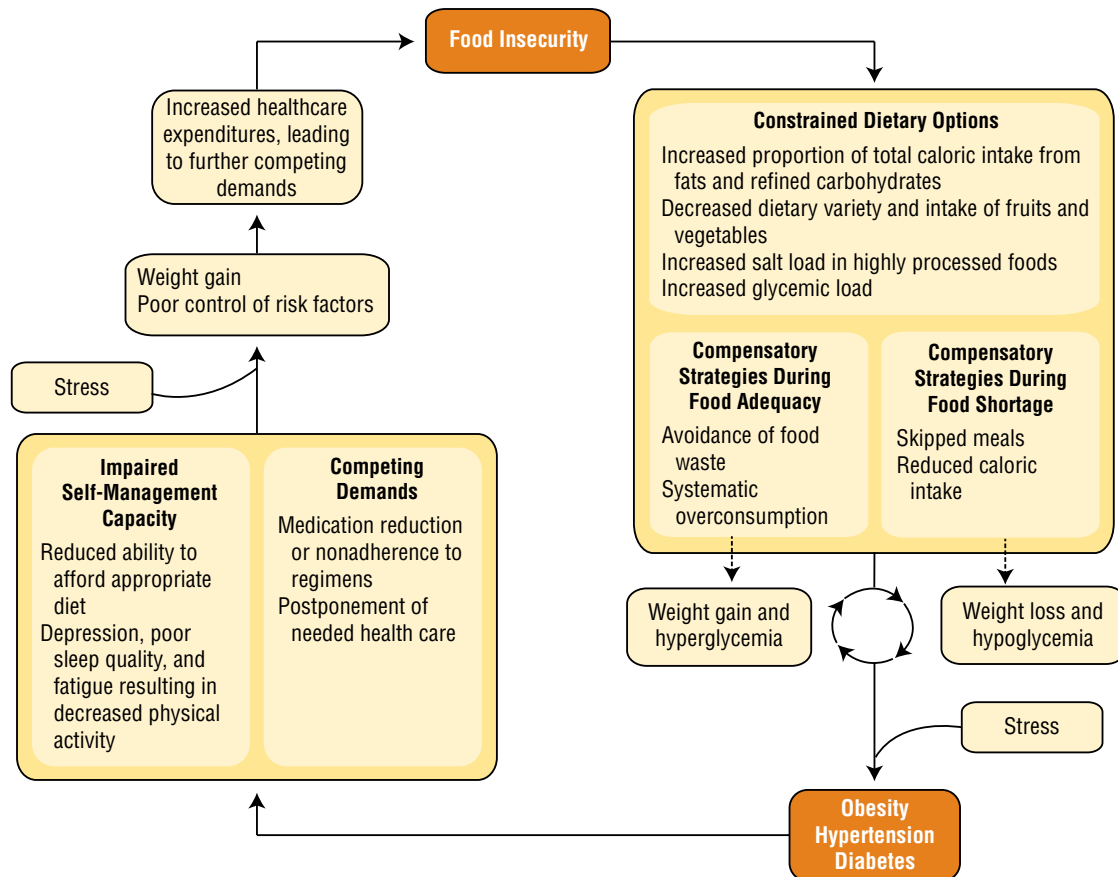 Food Insecurity
Constrained Dietary Options
Increased proportion of total caloric intake from
fats and refined carbohydrates
Decreased dietary variety and intake of fruits and
vegetables
Increased salt load in highly processed foods
Increased glycemic load
Compensatory
Strategies During
Food Adequacy
Avoidance of food
waste
Systematic
overconsumption
Compensatory
Strategies During
Food Shortage
Skipped meals
Reduced caloric
intake
Weight gain and
hyperglycemia
Weight loss and
hypoglycemia
Stress
Obesity
Hypertension
Diabetes
Impaired
Self-Management
Capacity
Reduced ability to
afford appropriate
diet
Depression, poor
sleep quality, and
fatigue resulting in
decreased physical
activity
Competing
Demands
Medication reduction
or nonadherence to
regimens
Postponement of
needed health care
Stress
Weight gain
Poor control of risk factors
Increased healthcare
expenditures, leading
to further competing
demands